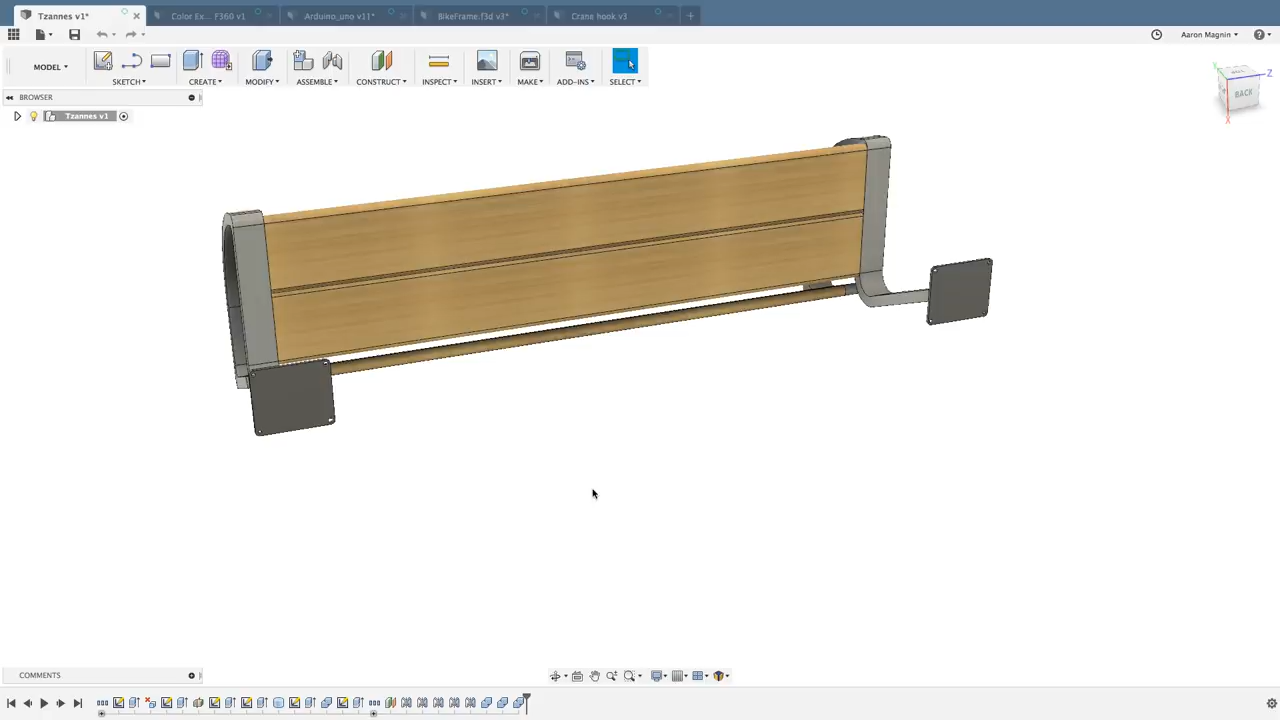 Tzannes v1*
Color Ex... F360 v1
Arduino_uno v11*
BikeFrame.f3d v3*
Crane hook v3
Aaron Magnin
MODEL
SKETCH
CREATE
MODIFY
ASSEMBLE
CONSTRUCT
INSPECT
INSERT
MAKE
ADD-INS
SELECT
BACK
Z
X
Y
BROWSER
Tzannes v1
COMMENTS